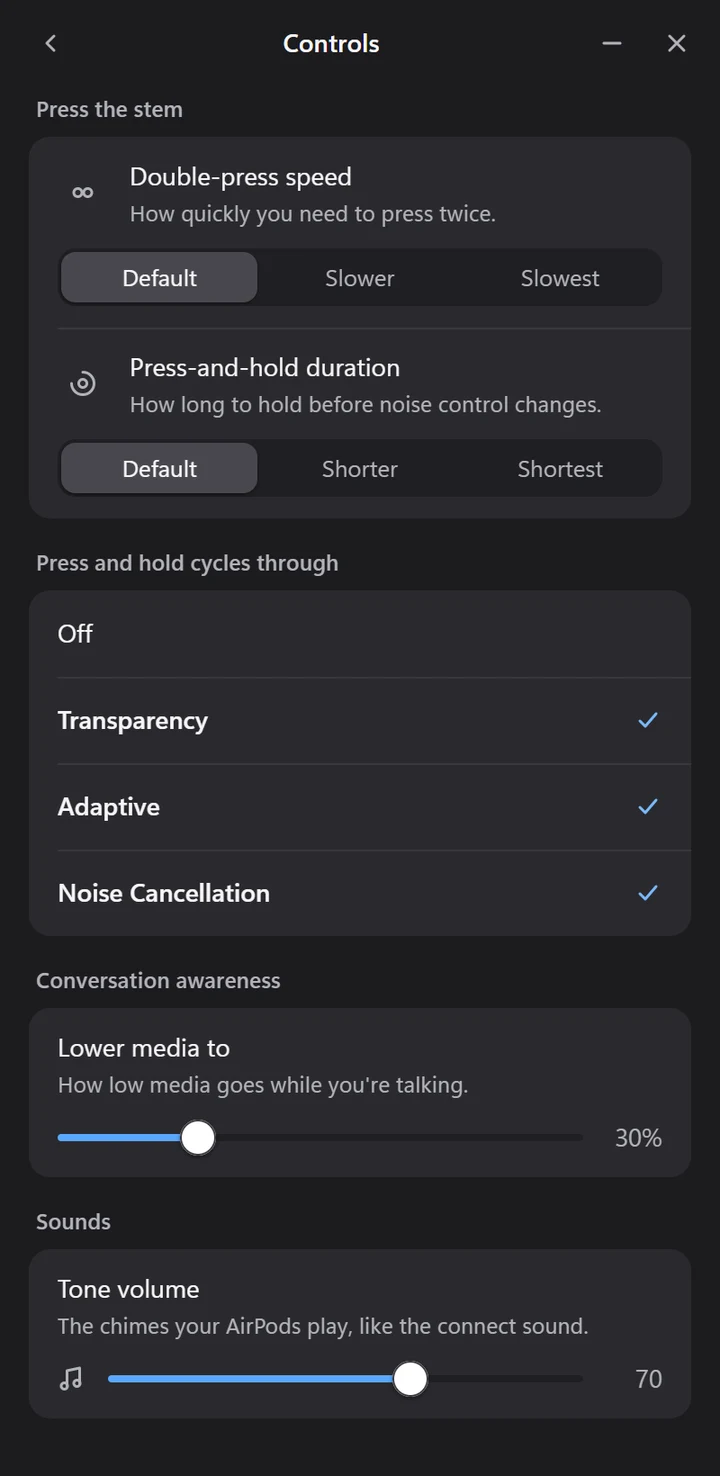 Controls
Press the stem
Double-press speed
How quickly you need to press twice.
Default Slower Slowest
Press-and-hold duration
How long to hold before noise control changes.
Default Shorter Shortest
Press and hold cycles through
Off
Transparency
Adaptive
Noise Cancellation
Conversation awareness
Lower media to
How low media goes while you're talking.
30%
Sounds
Tone volume
The chimes your AirPods play, like the connect sound.
70